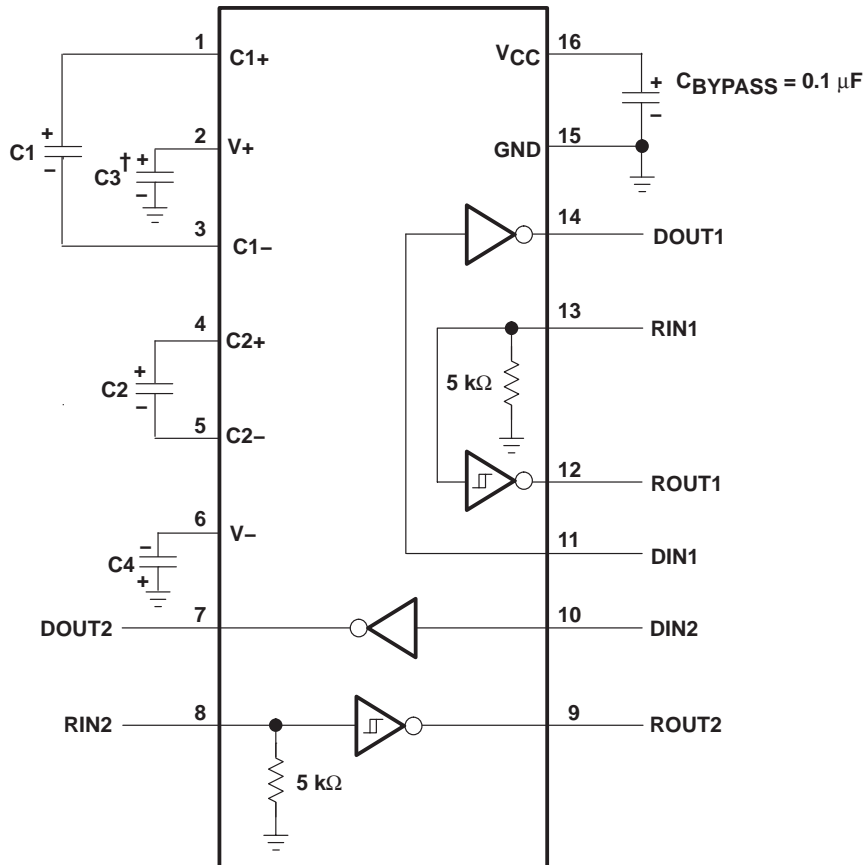 1
C1+
VCC
16
+
CBYPASS = 0.1 μF
−
2
V+
GND
15
C1
+
−
C3†
+
−
3
C1−
14
DOUT1
13
RIN1
4
C2+
5 kΩ
C2
+
−
5
C2−
12
ROUT1
6
V−
11
DIN1
C4
−
+
DOUT2
7
10
DIN2
RIN2
8
9
ROUT2
5 kΩ